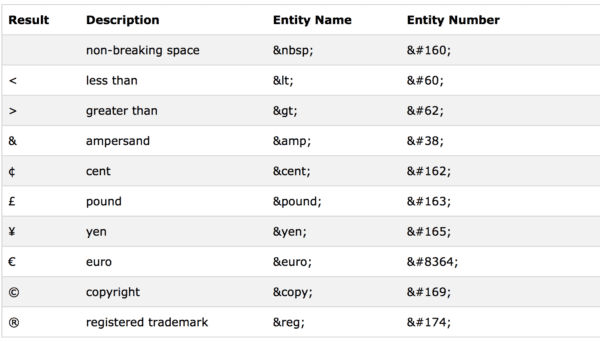 Result Description Entity Name Entity Number
non-breaking space &nbsp; &#160;
< less than &lt; &#60;
> greater than &gt; &#62;
& ampersand &amp; &#38;
¢ cent &cent; &#162;
£ pound &pound; &#163;
¥ yen &yen; &#165;
€ euro &euro; &#8364;
© copyright &copy; &#169;
® registered trademark &reg; &#174;